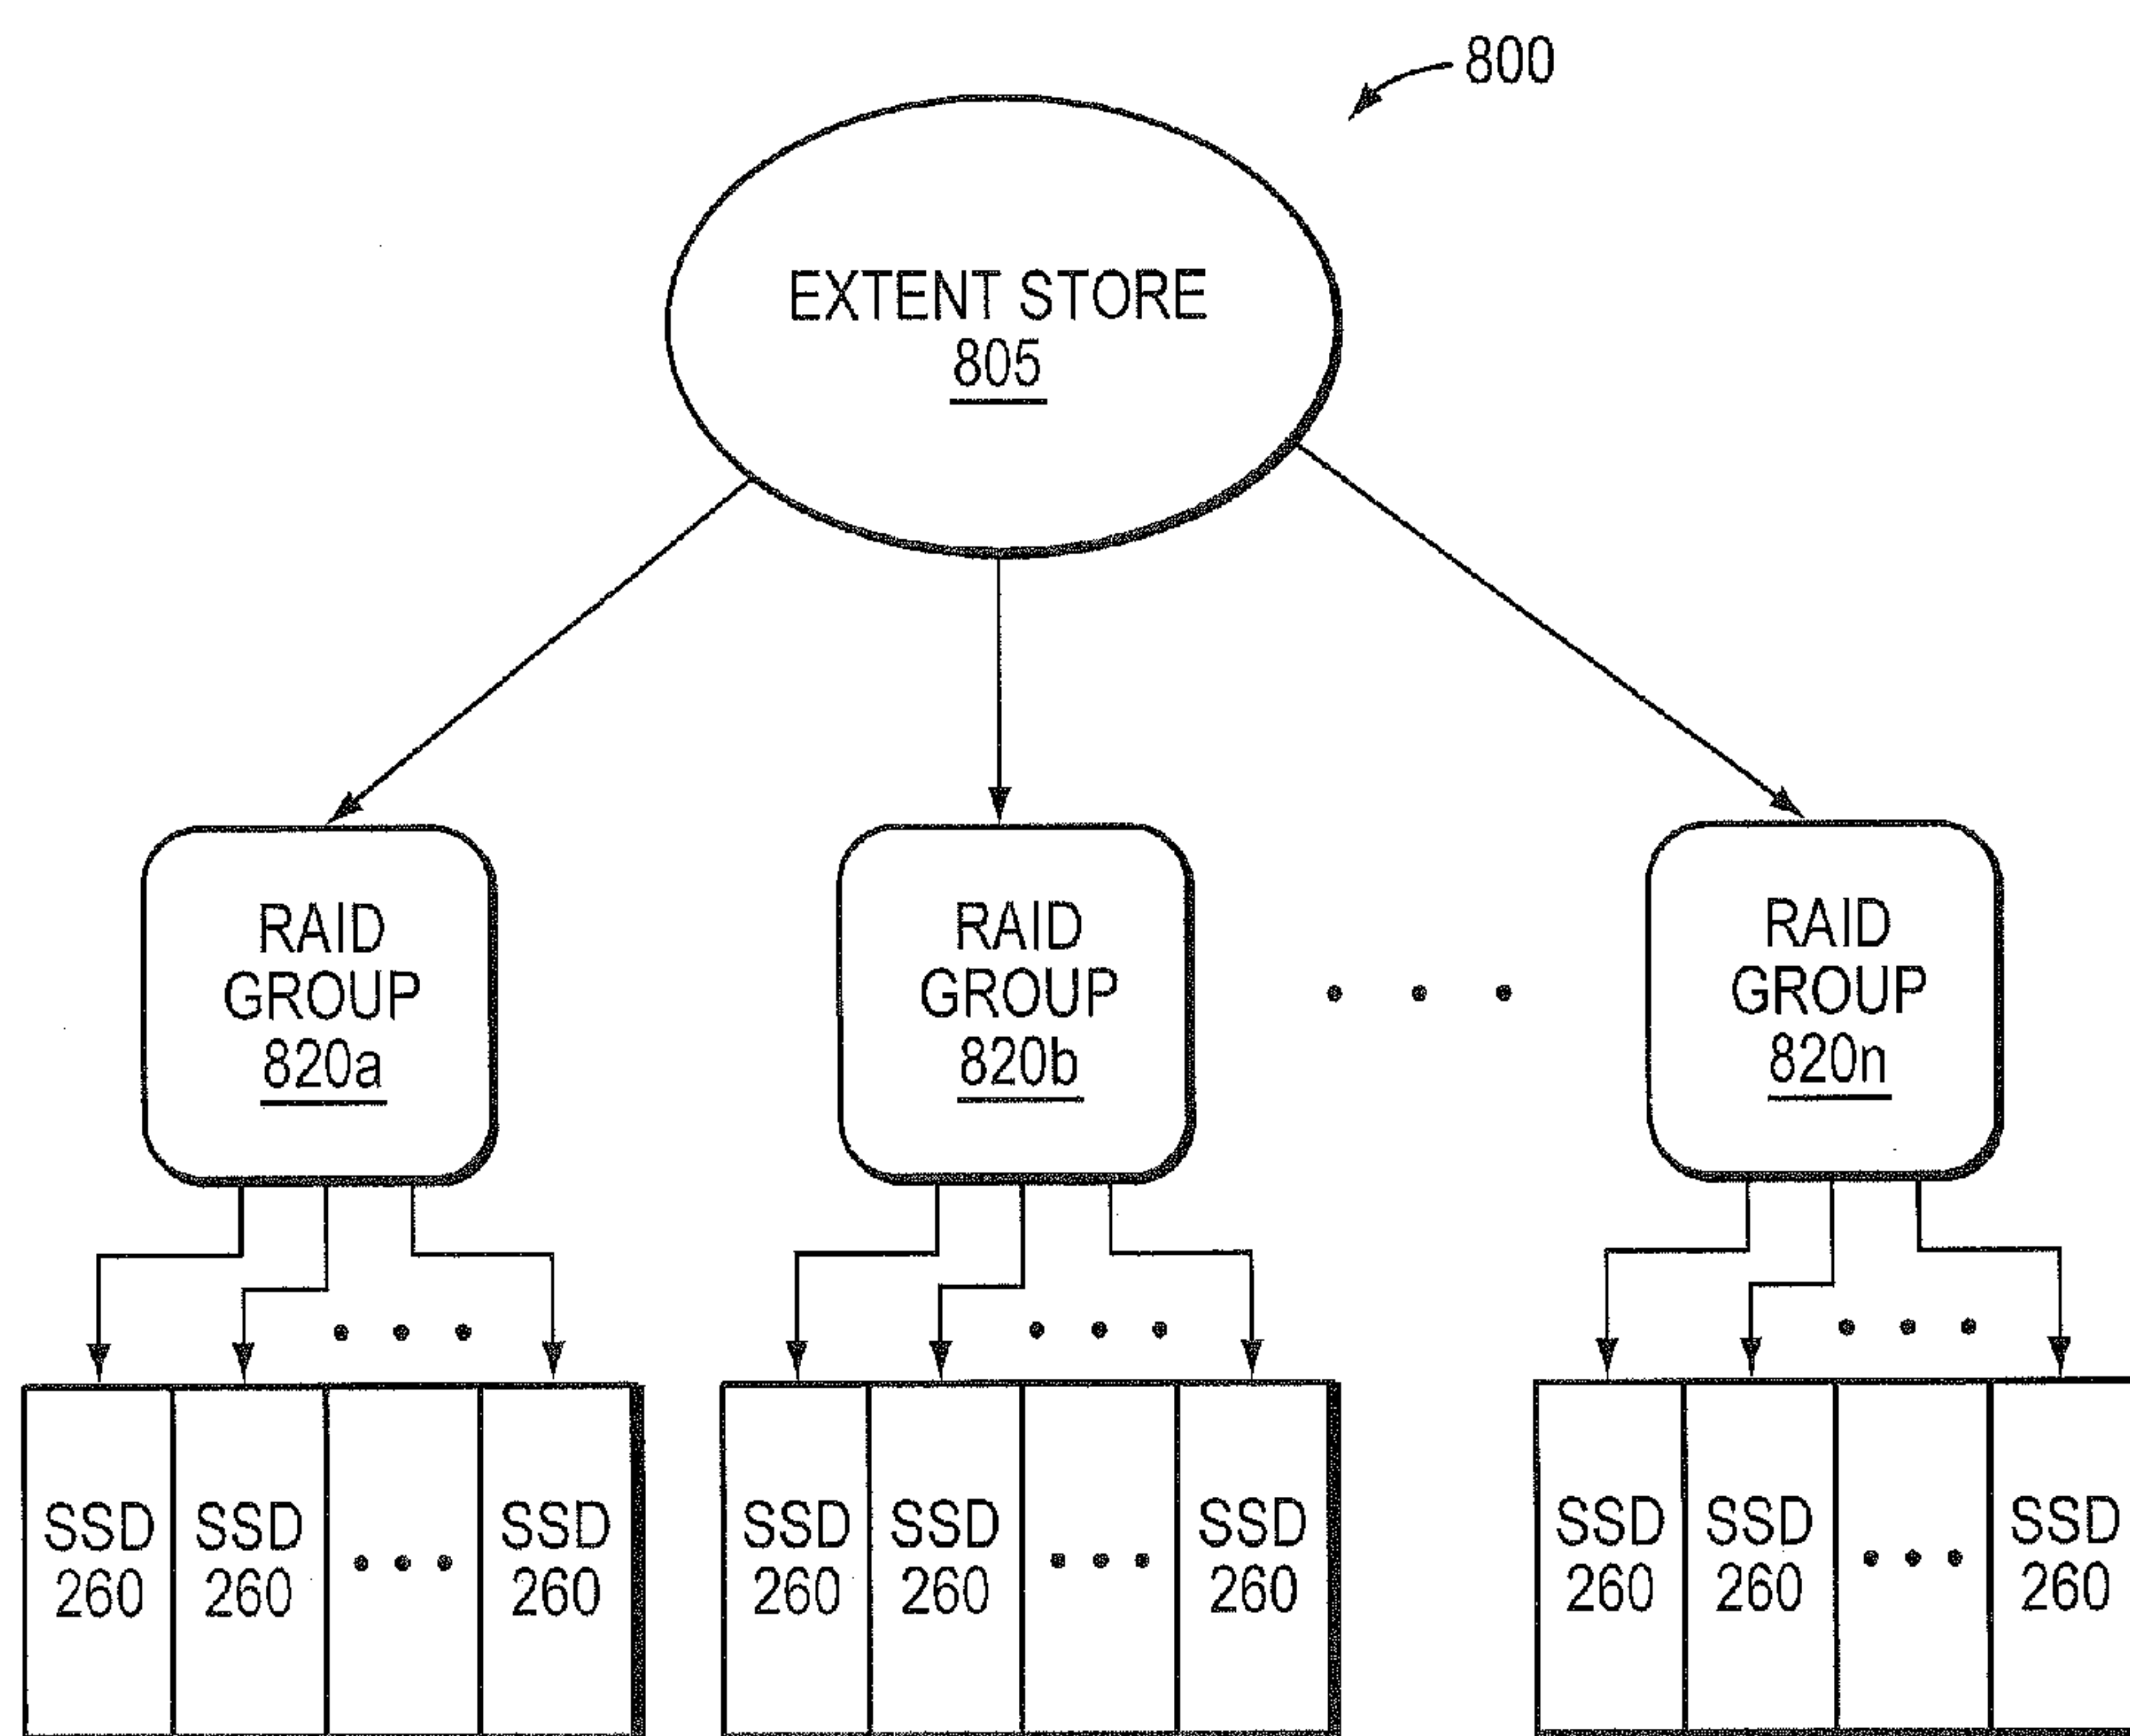 800
EXTENT STORE
805
RAID
GROUP
820a
RAID
GROUP
820b
• • •
RAID
GROUP
820n
• • •
• • •
• • •
SSD
260
SSD
260
• • •
SSD
260
SSD
260
SSD
260
• • •
SSD
260
SSD
260
SSD
260
• • •
SSD
260